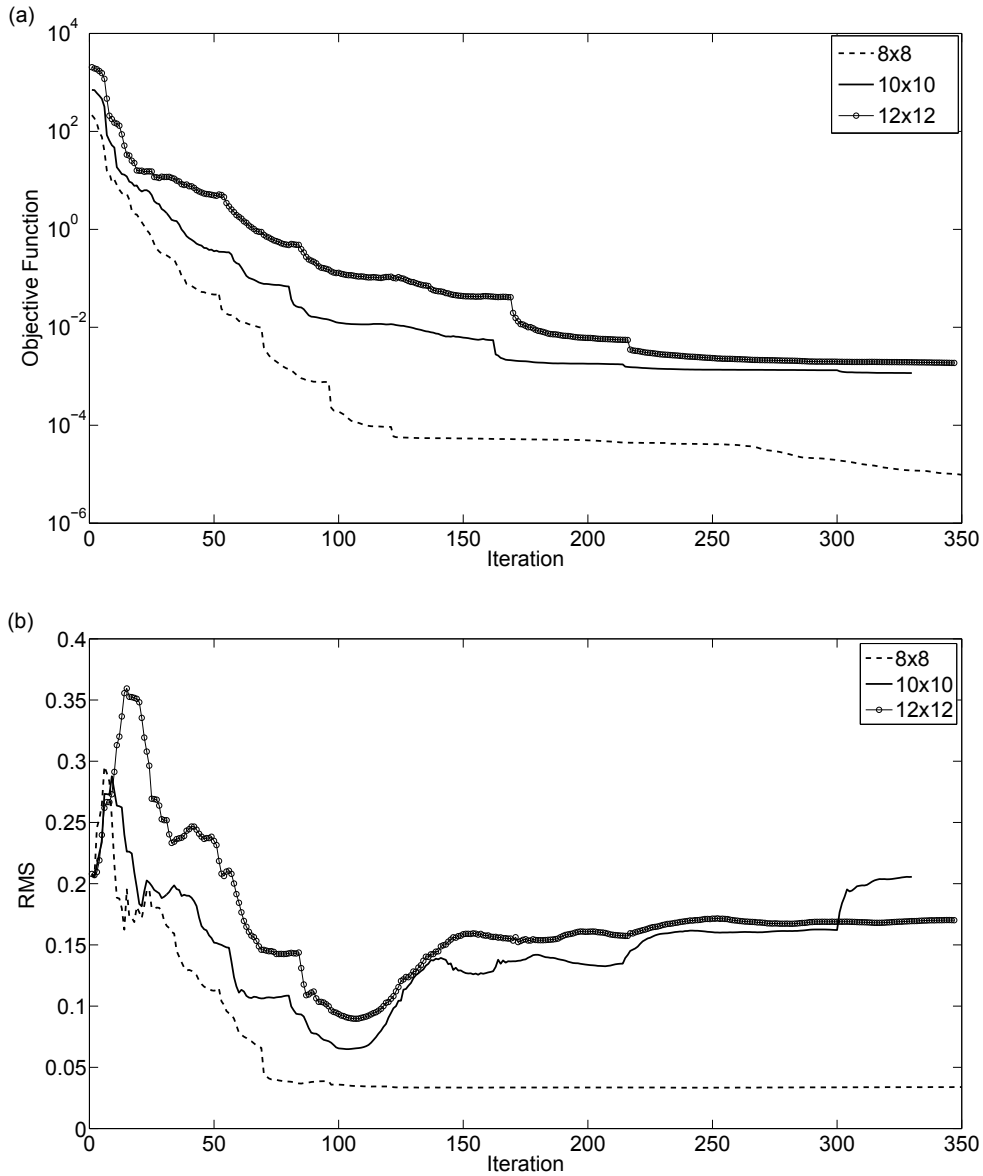 (a)
10^4
10^2
10^0
10^−2
10^−4
10^−6
Objective Function
8x8
10x10
12x12
0 50 100 150 200 250 300 350
Iteration
(b)
0.4
0.35
0.3
0.25
0.2
0.15
0.1
0.05
0
RMS
8x8
10x10
12x12
0 50 100 150 200 250 300 350
Iteration